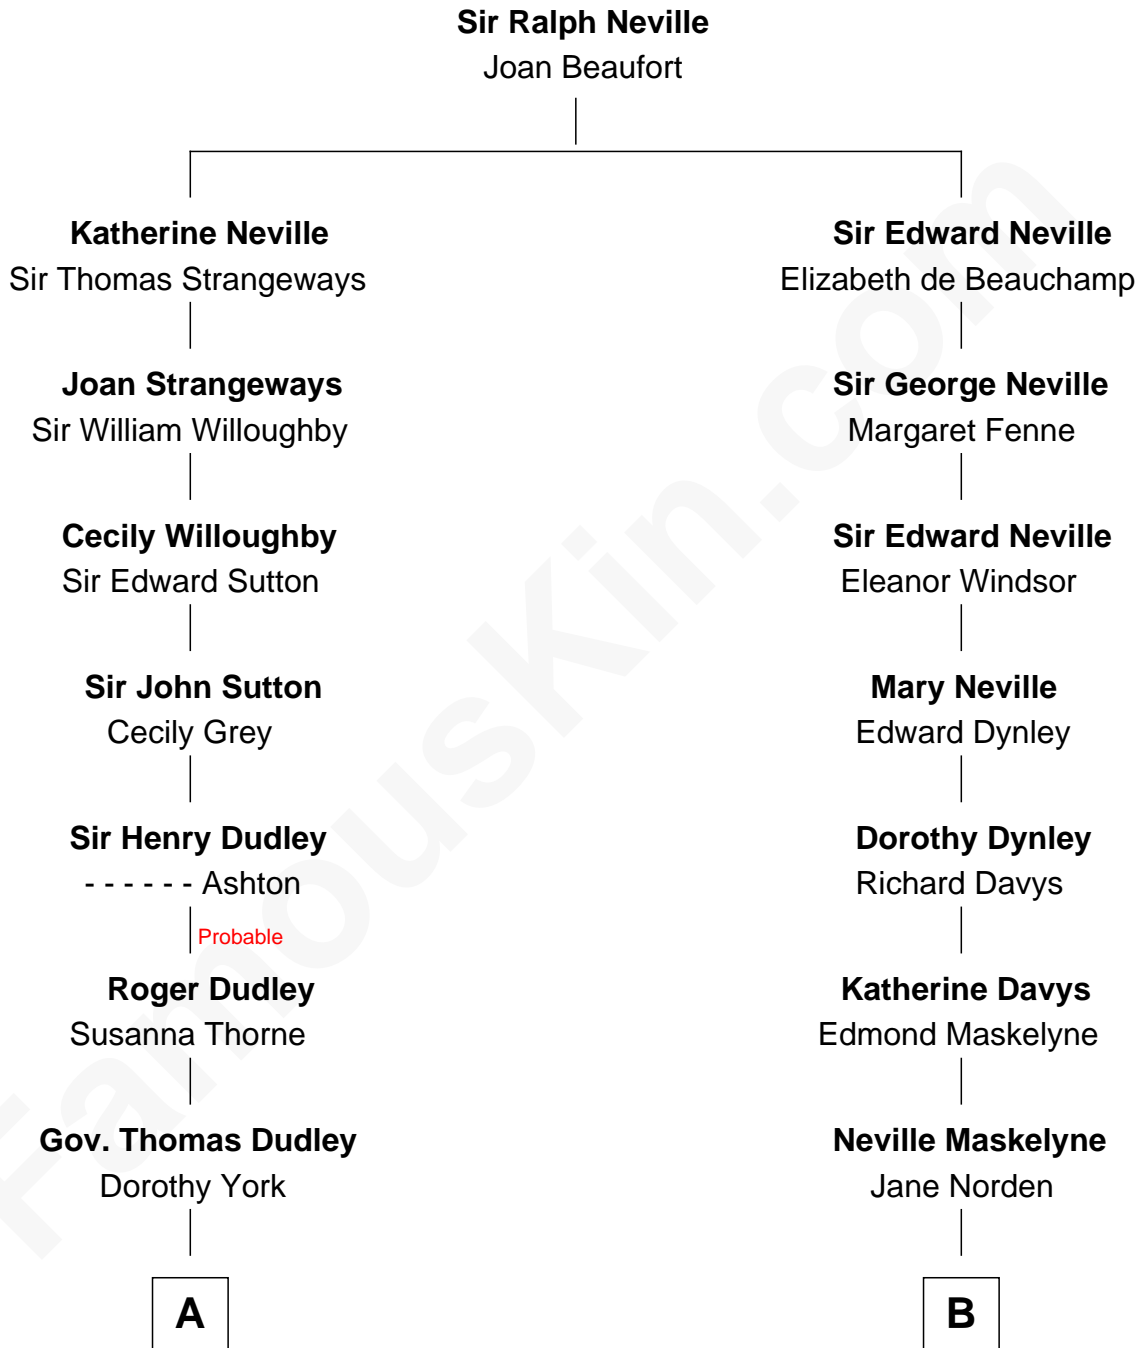 Sir Ralph Neville
Joan Beaufort
Katherine Neville
Sir Thomas Strangeways
Sir Edward Neville
Elizabeth de Beauchamp
Joan Strangeways
Sir William Willoughby
Sir George Neville
Margaret Fenne
Cecily Willoughby
Sir Edward Sutton
Sir Edward Neville
Eleanor Windsor
Sir John Sutton
Cecily Grey
Mary Neville
Edward Dynley
Sir Henry Dudley
- - - - - - Ashton
Dorothy Dynley
Richard Davys
Probable
Roger Dudley
Susanna Thorne
Katherine Davys
Edmond Maskelyne
Gov. Thomas Dudley
Dorothy York
Neville Maskelyne
Jane Norden
A
B
FamousKin.com